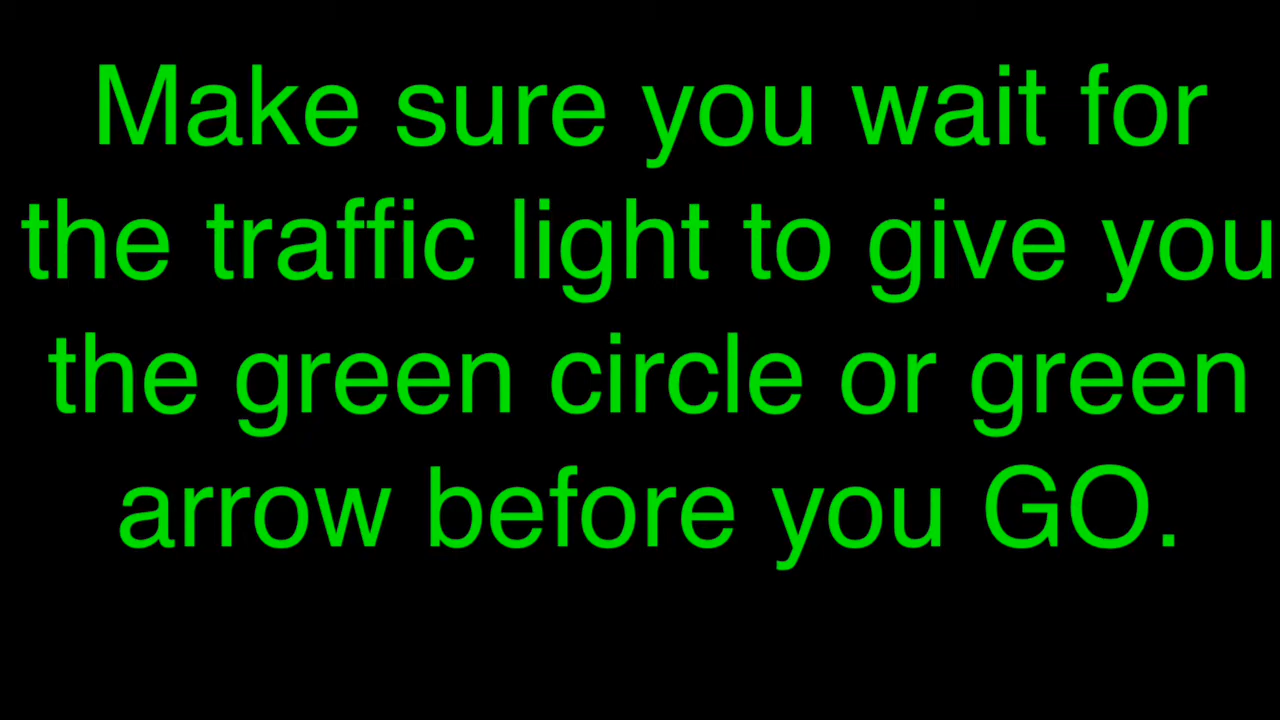 Make sure you wait for
the traffic light to give you
the green circle or green
arrow before you GO.